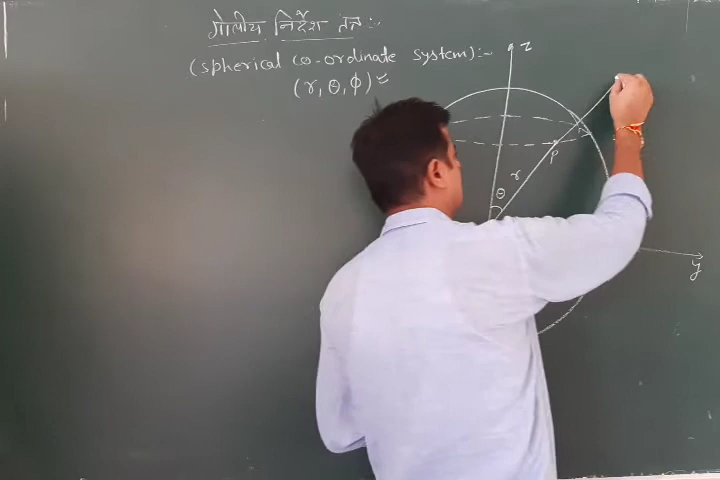 गोलीय निर्देश तंत्र :-
(spherical co-ordinate system):-
(r, θ, ϕ)
z
θ
r
P
y